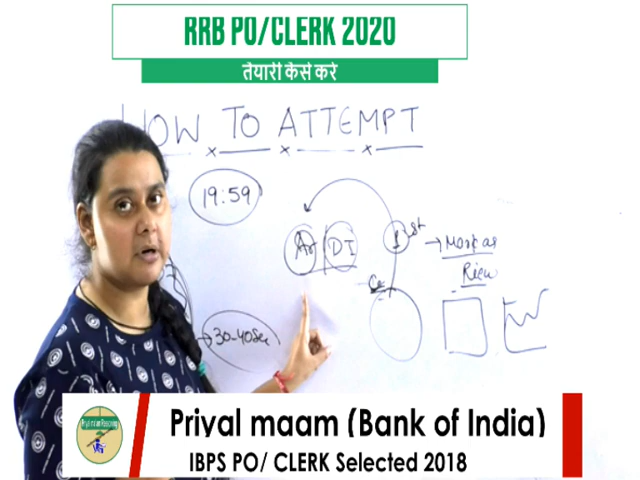 RRB PO/CLERK 2020
तैयारी कैसे करे
HOW TO ATTEMPT
19:59
Ar DI
1st
→ Mark as
Riew
→30-40Sec
Priyal maam (Bank of India)
IBPS PO/ CLERK Selected 2018